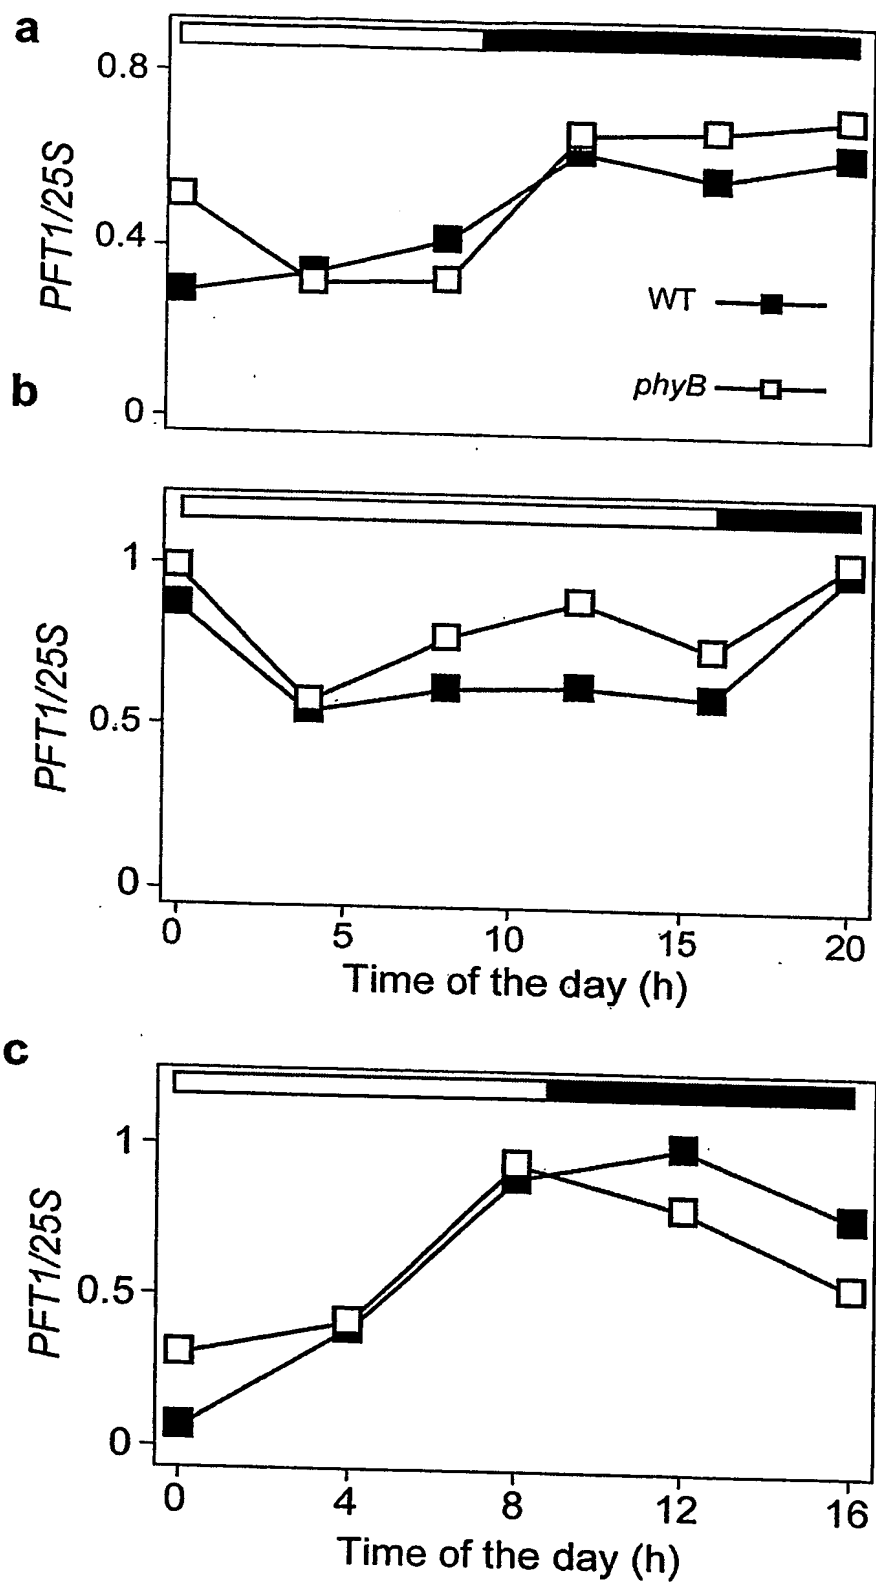 a
0.8
0.4
0
PFT1/25S
WT
phyB
b
1
0.5
0
PFT1/25S
0 5 10 15 20
Time of the day (h)
c
1
0.5
0
PFT1/25S
0 4 8 12 16
Time of the day (h)